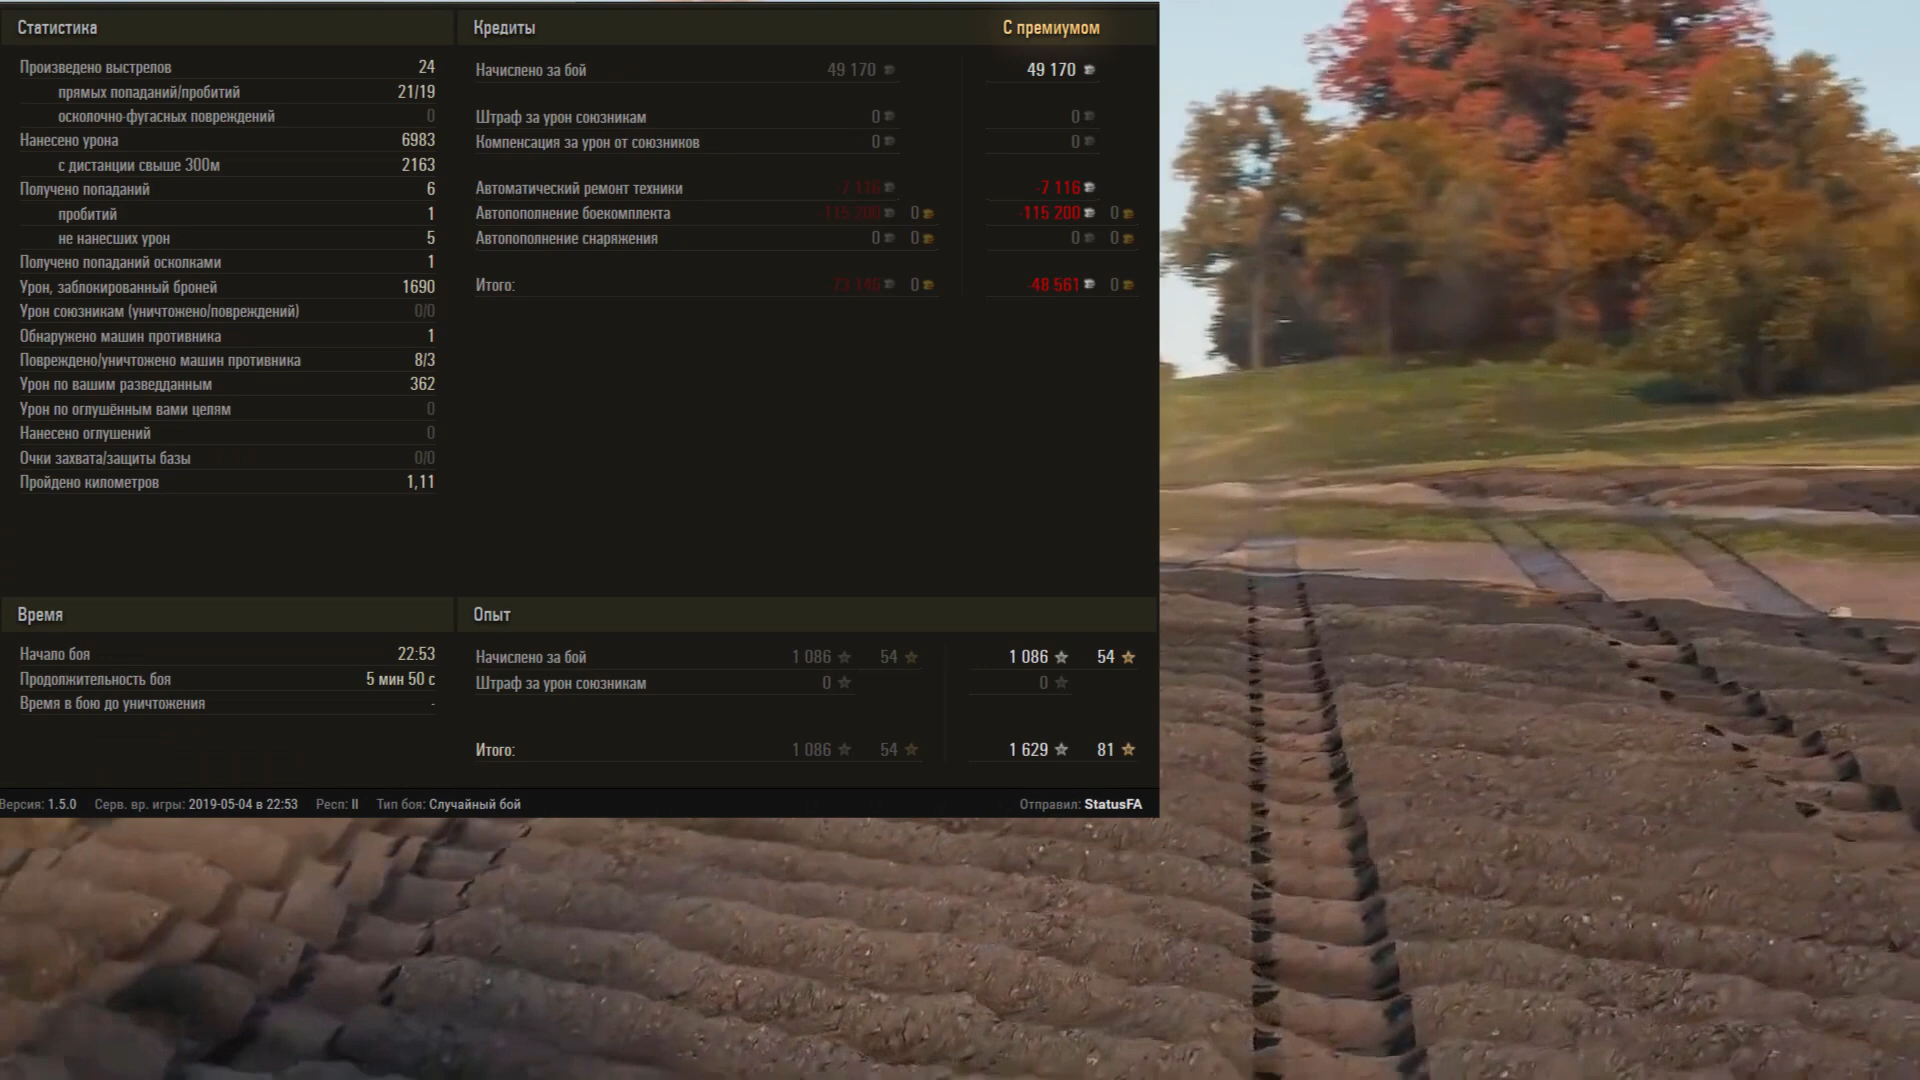 Статистика
Произведено выстрелов 24
прямых попаданий/пробитий 21/19
осколочно-фугасных повреждений 0
Нанесено урона 6983
с дистанции свыше 300м 2163
Получено попаданий 6
пробитий 1
не нанесших урон 5
Получено попаданий осколками 1
Урон, заблокированный броней 1690
Урон союзникам (уничтожено/повреждений) 0/0
Обнаружено машин противника 1
Повреждено/уничтожено машин противника 8/3
Урон по вашим разведданным 362
Урон по оглушённым вами целям 0
Нанесено оглушений 0
Очки захвата/защиты базы 0/0
Пройдено километров 1,11
Кредиты С премиумом
Начислено за бой 49 170 49 170
Штраф за урон союзникам 0 0
Компенсация за урон от союзников 0 0
Автоматический ремонт техники -7 116 -7 116
Автопополнение боекомплекта -115 200 0 -115 200 0
Автопополнение снаряжения 0 0 0 0
Итого: 73 146 0 -48 561 0
Время
Начало боя 22:53
Продолжительность боя 5 мин 50 с
Время в бою до уничтожения -
Опыт
Начислено за бой 1 086 54 1 086 54
Штраф за урон союзникам 0 0
Итого: 1 086 54 1 629 81
Версия: 1.5.0 Серв. вр. игры: 2019-05-04 в 22:53 Респ: II Тип боя: Случайный бой Отправил: StatusFA